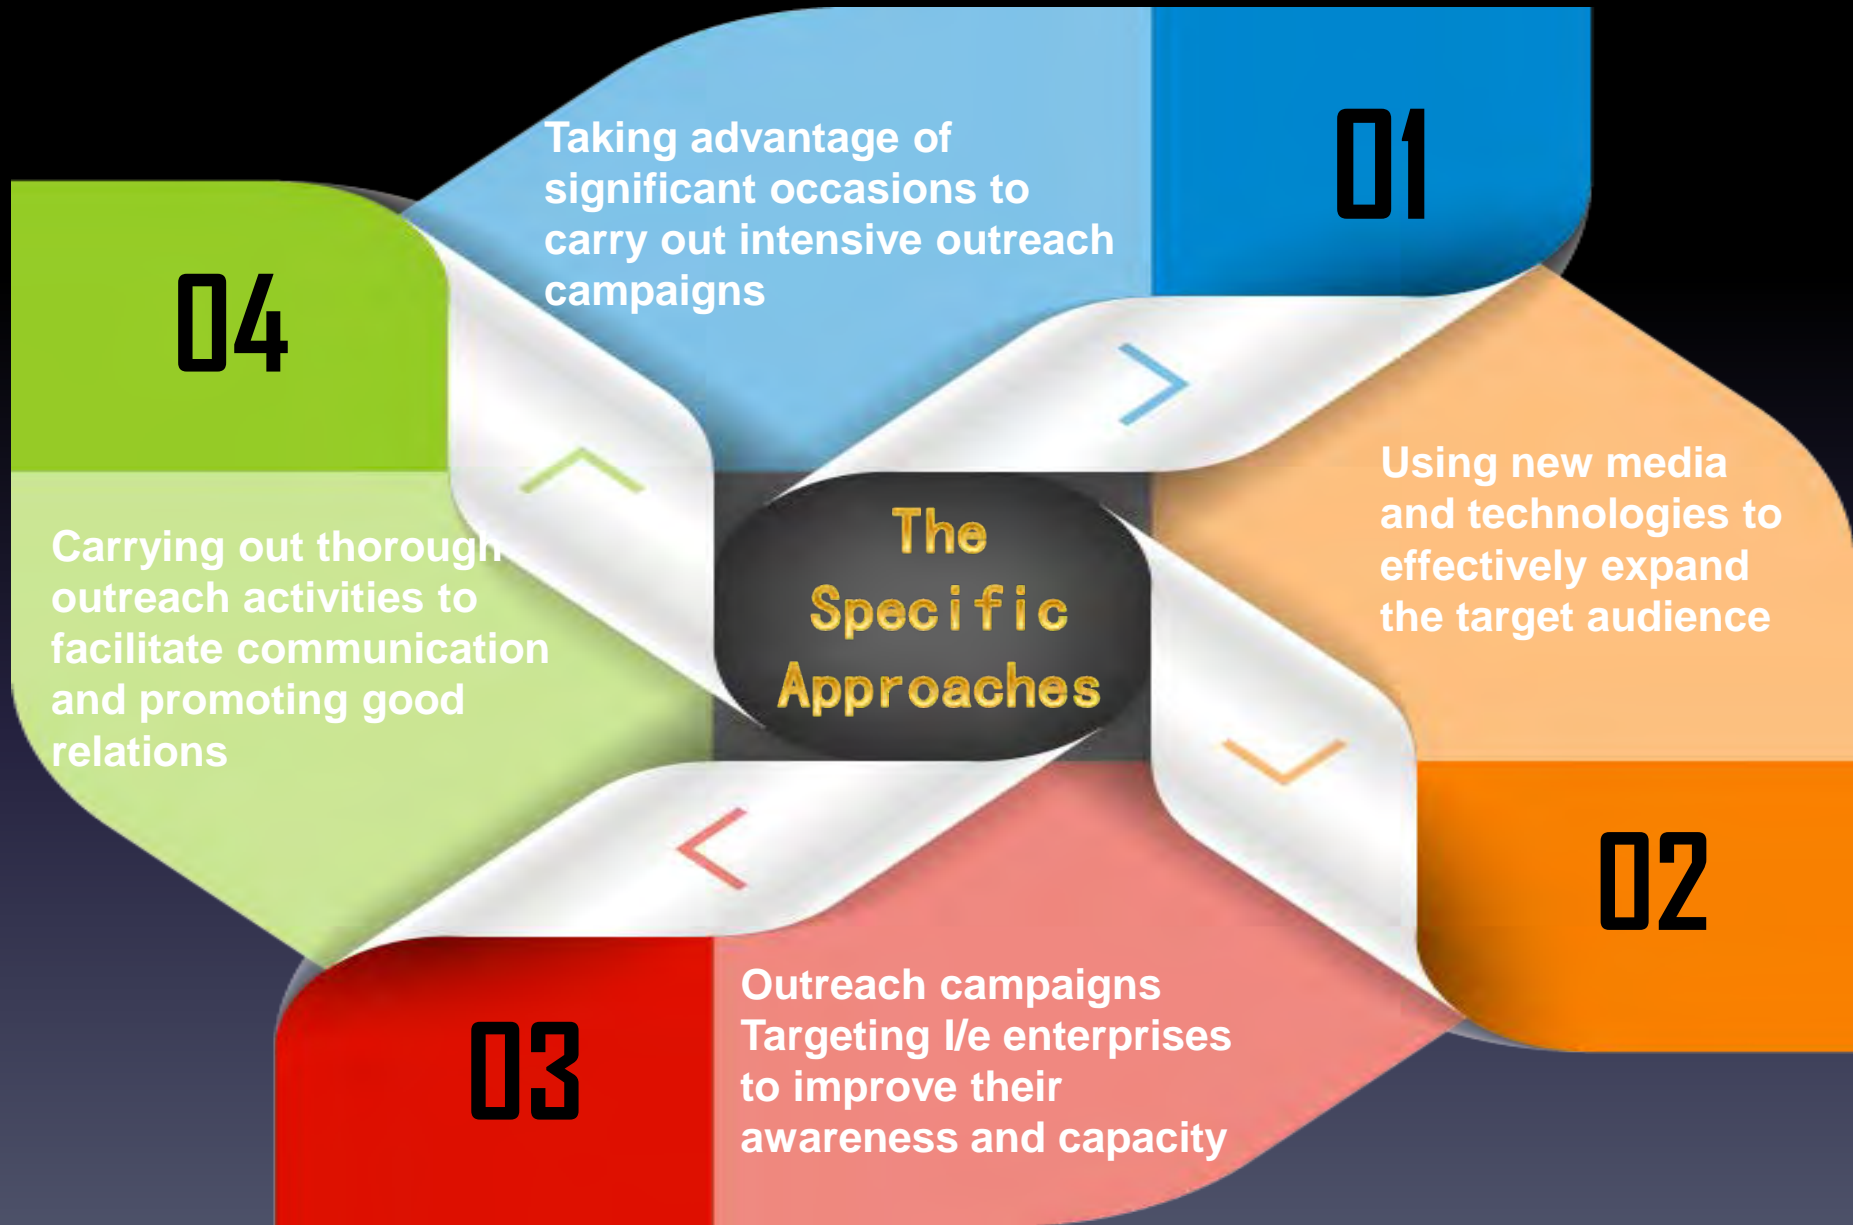 Taking advantage of
significant occasions to
carry out intensive outreach
campaigns
01
Using new media
and technologies to
effectively expand
the target audience
02
Outreach campaigns
Targeting I/e enterprises
to improve their
awareness and capacity
03
Carrying out thorough
outreach activities to
facilitate communication
and promoting good
relations
04
The
Specific
Approaches